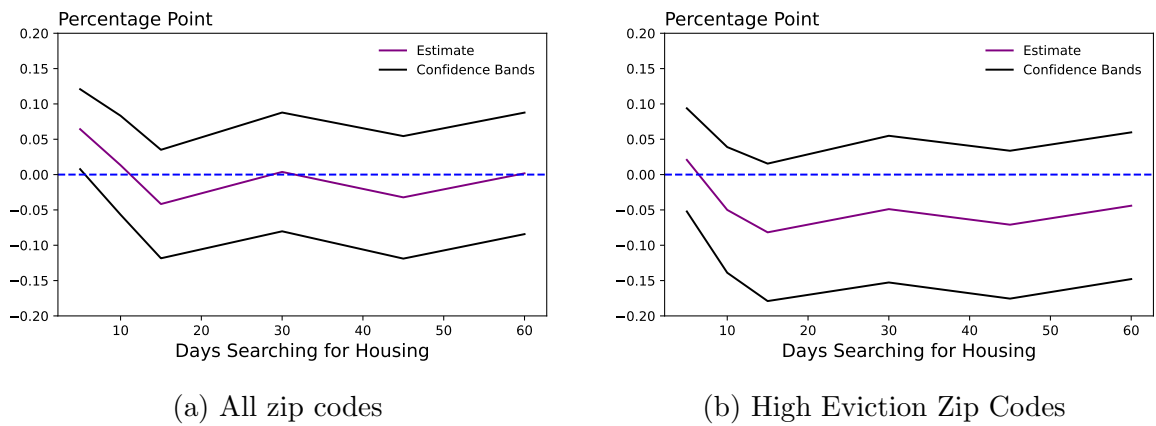 Percentage Point
0.20
0.15
0.10
0.05
0.00
−0.05
−0.10
−0.15
−0.20
Estimate
Confidence Bands
10 20 30 40 50 60
Days Searching for Housing
(a) All zip codes
Percentage Point
0.20
0.15
0.10
0.05
0.00
−0.05
−0.10
−0.15
−0.20
Estimate
Confidence Bands
10 20 30 40 50 60
Days Searching for Housing
(b) High Eviction Zip Codes